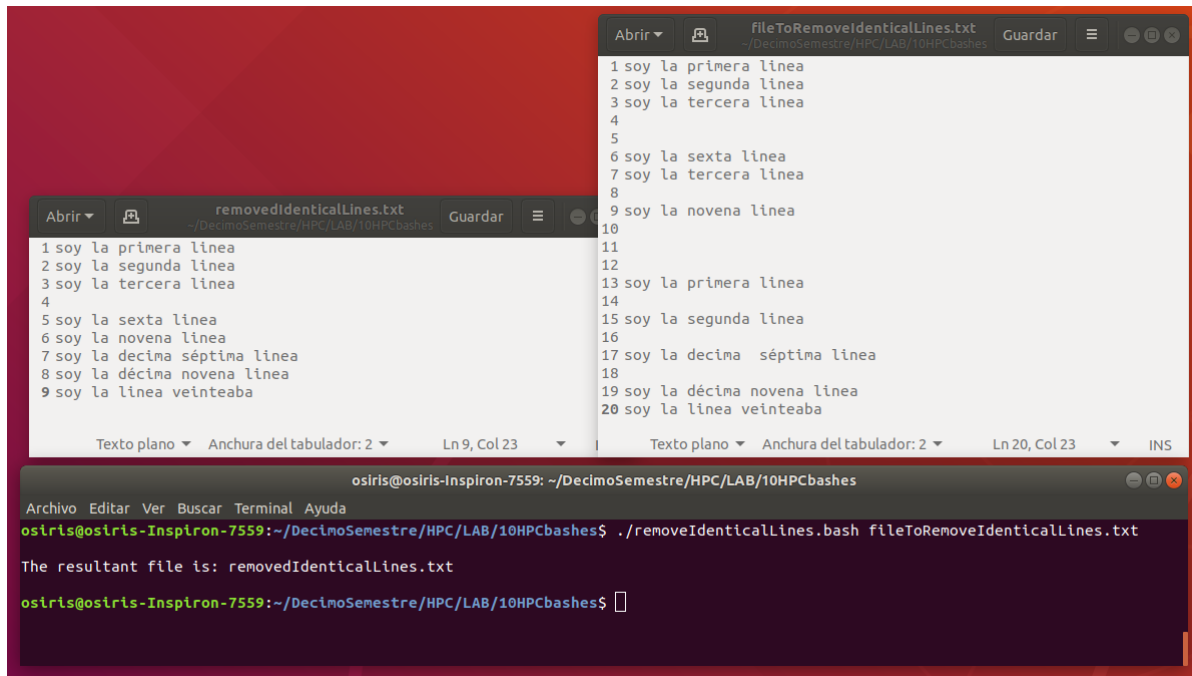 Abrir
fileToRemoveIdenticalLines.txt
~/DecimoSemestre/HPC/LAB/10HPCbashes
Guardar
1 soy la primera linea
2 soy la segunda linea
3 soy la tercera linea
4
5
6 soy la sexta linea
7 soy la tercera linea
8
9 soy la novena linea
10
11
12
13 soy la primera linea
14
15 soy la segunda linea
16
17 soy la decima  séptima linea
18
19 soy la décima novena linea
20 soy la linea veinteaba
Texto plano Anchura del tabulador: 2 Ln 20, Col 23 INS
Abrir
removedIdenticalLines.txt
~/DecimoSemestre/HPC/LAB/10HPCbashes
Guardar
1 soy la primera linea
2 soy la segunda linea
3 soy la tercera linea
4
5 soy la sexta linea
6 soy la novena linea
7 soy la decima séptima linea
8 soy la décima novena linea
9 soy la linea veinteaba
Texto plano Anchura del tabulador: 2 Ln 9, Col 23
osiris@osiris-Inspiron-7559: ~/DecimoSemestre/HPC/LAB/10HPCbashes
Archivo Editar Ver Buscar Terminal Ayuda
osiris@osiris-Inspiron-7559:~/DecimoSemestre/HPC/LAB/10HPCbashes$ ./removeIdenticalLines.bash fileToRemoveIdenticalLines.txt
The resultant file is: removedIdenticalLines.txt
osiris@osiris-Inspiron-7559:~/DecimoSemestre/HPC/LAB/10HPCbashes$